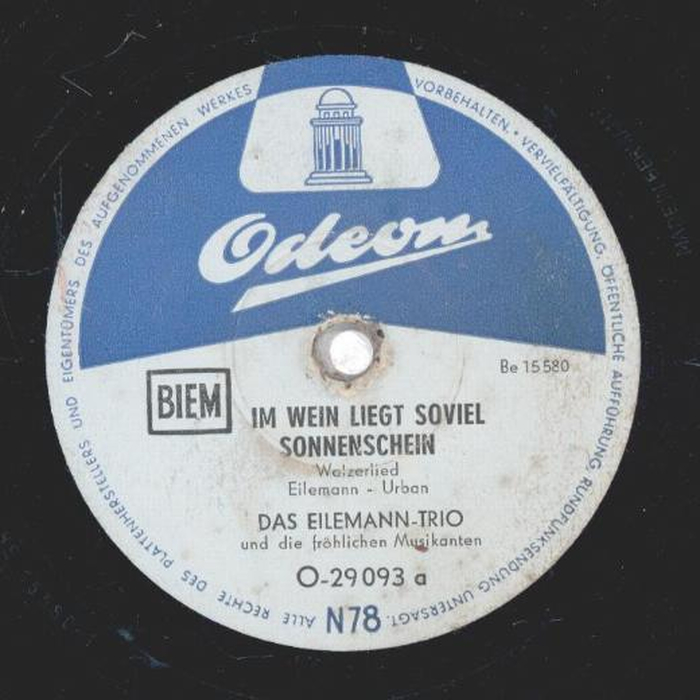 ALLE RECHTE DES PLATTENHERSTELLERS UND EIGENTÜMERS DES AUFGENOMMENEN WERKES VORBEHALTEN • VERVIELFÄLTIGUNG, ÖFFENTLICHE AUFFÜHRUNG, RUNDFUNKSENDUNG UNTERSAGT.
Odeon
Be 15580
BIEM
IM WEIN LIEGT SOVIEL
SONNENSCHEIN
Walzerlied
Eilemann - Urban
DAS EILEMANN-TRIO
und die fröhlichen Musikanten
O-29093 a
N78